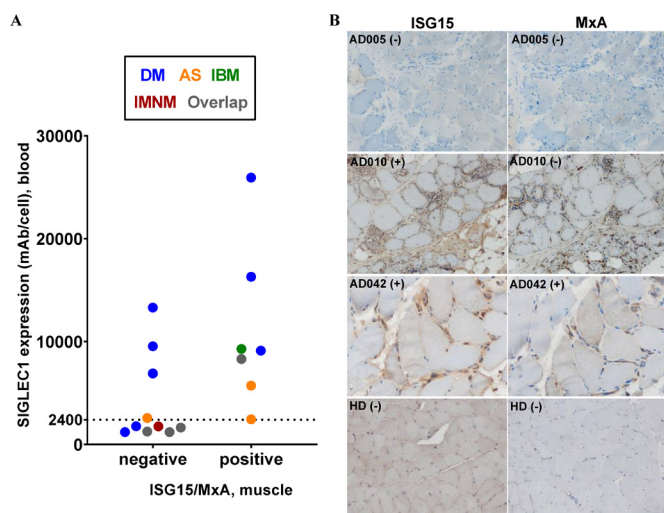 A
DM AS IBM
IMNM Overlap
SIGLEC1 expression (mAb/cell), blood
30000
20000
10000
2400
0
negative positive
ISG15/MxA, muscle
B
ISG15 MxA
AD005 (-) AD005 (-)
AD010 (+) AD010 (-)
AD042 (+) AD042 (+)
HD (-) HD (-)